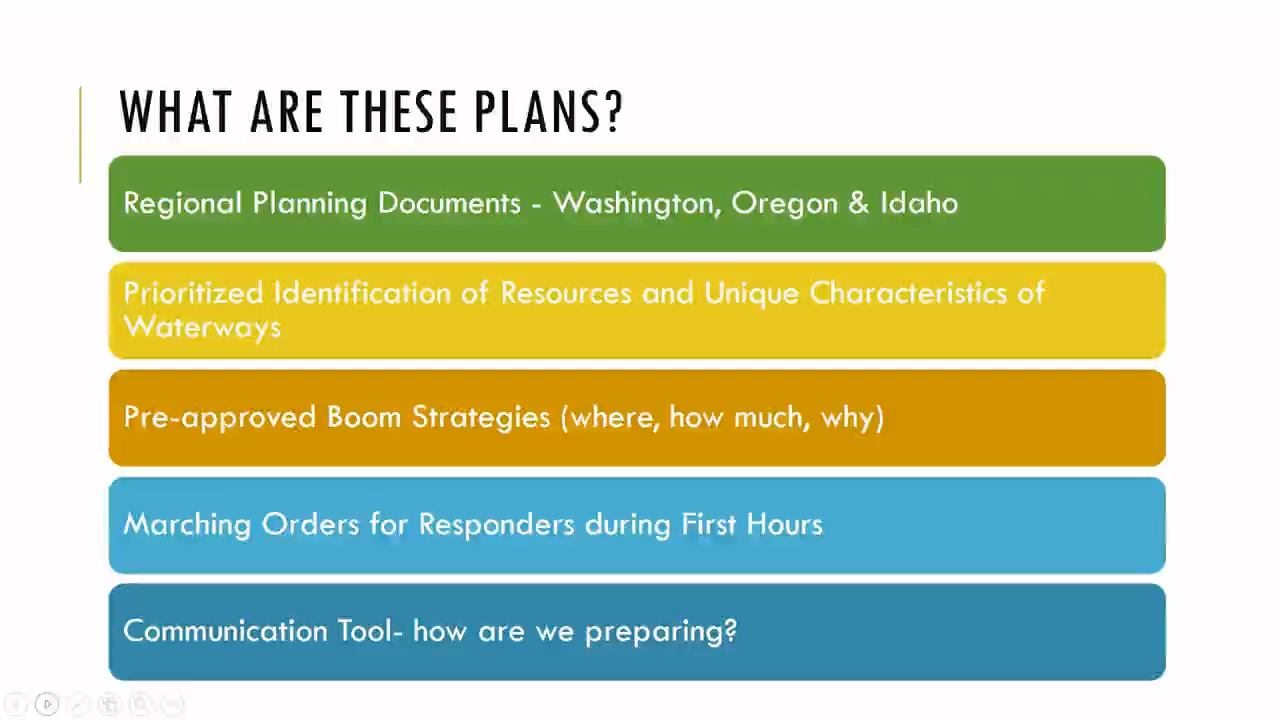 WHAT ARE THESE PLANS?
Regional Planning Documents - Washington, Oregon & Idaho
Prioritized Identification of Resources and Unique Characteristics of
Waterways
Pre-approved Boom Strategies (where, how much, why)
Marching Orders for Responders during First Hours
Communication Tool- how are we preparing?